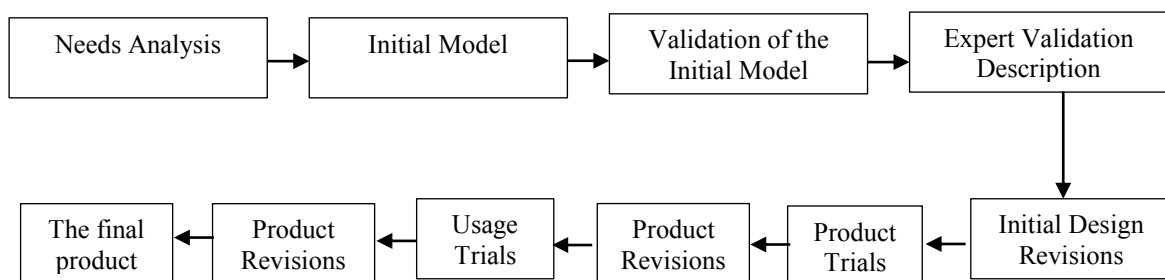 Needs Analysis
Initial Model
Validation of the
Initial Model
Expert Validation
Description
Initial Design
Revisions
Product
Trials
Product
Revisions
Usage
Trials
Product
Revisions
The final
product